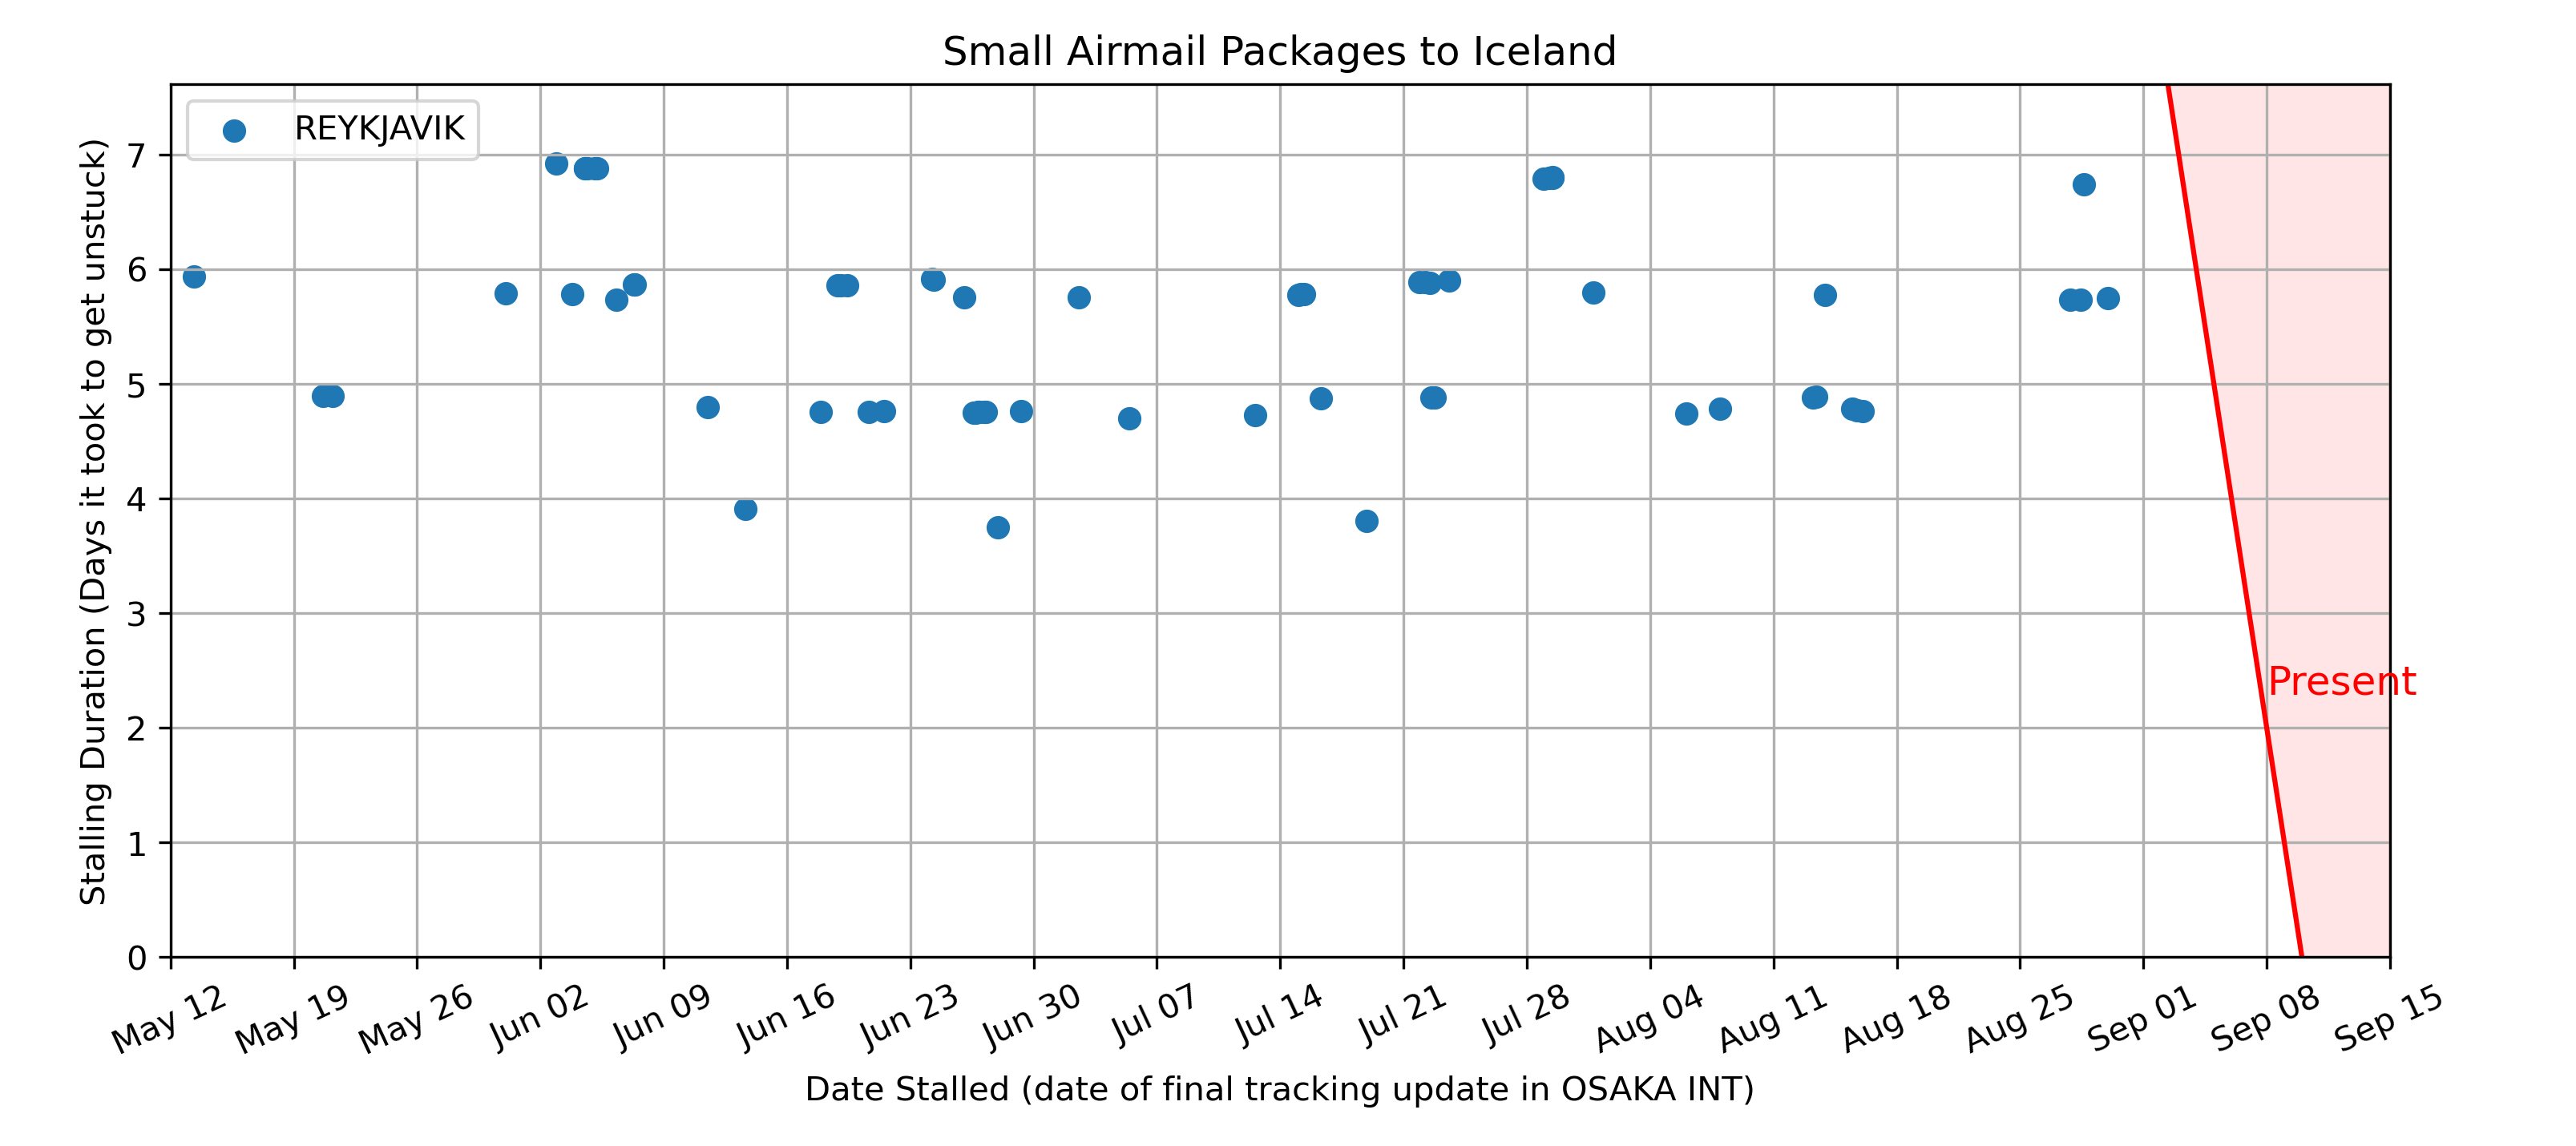 Small Airmail Packages to Iceland
REYKJAVIK
Stalling Duration (Days it took to get unstuck)
7
6
5
4
3
2
1
0
Present
May 12
May 19
May 26
Jun 02
Jun 09
Jun 16
Jun 23
Jun 30
Jul 07
Jul 14
Jul 21
Jul 28
Aug 04
Aug 11
Aug 18
Aug 25
Sep 01
Sep 08
Sep 15
Date Stalled (date of final tracking update in OSAKA INT)